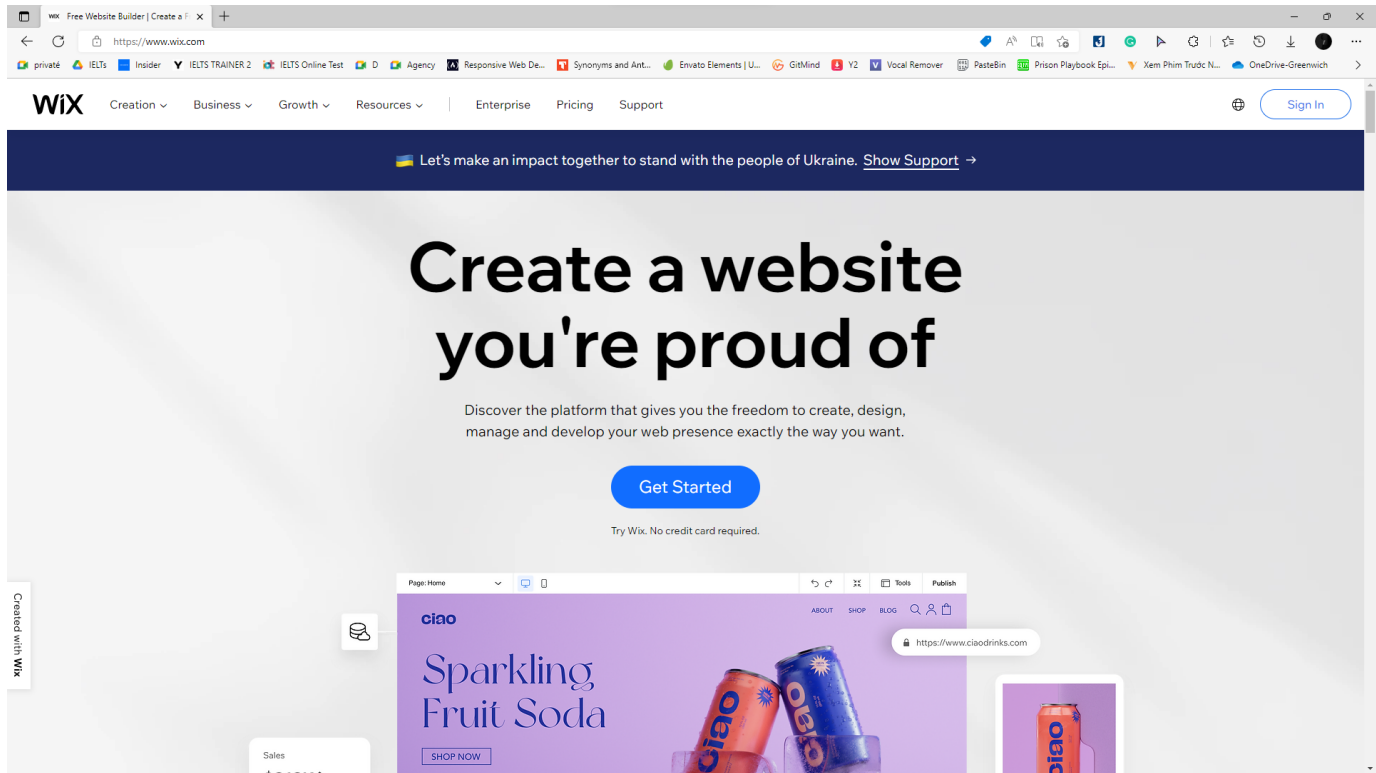 WIX Free Website Builder | Create a F
https://www.wix.com
privaté IELTs Insider IELTS TRAINER 2 IELTS Online Test D Agency Responsive Web De... Synonyms and Ant... Envato Elements | U... GitMind Y2 Vocal Remover PasteBin Prison Playbook Epi... Xem Phim Trước N... OneDrive-Greenwich
WiX Creation Business Growth Resources Enterprise Pricing Support Sign In
Let's make an impact together to stand with the people of Ukraine. Show Support →
Create a website
you're proud of
Discover the platform that gives you the freedom to create, design,
manage and develop your web presence exactly the way you want.
Get Started
Try Wix. No credit card required.
Page: Home Tools Publish
Created with Wix
ciao ABOUT SHOP BLOG
https://www.ciaodrinks.com
Sparkling
Fruit Soda
SHOP NOW
ciao
ciao
ciao
Sales